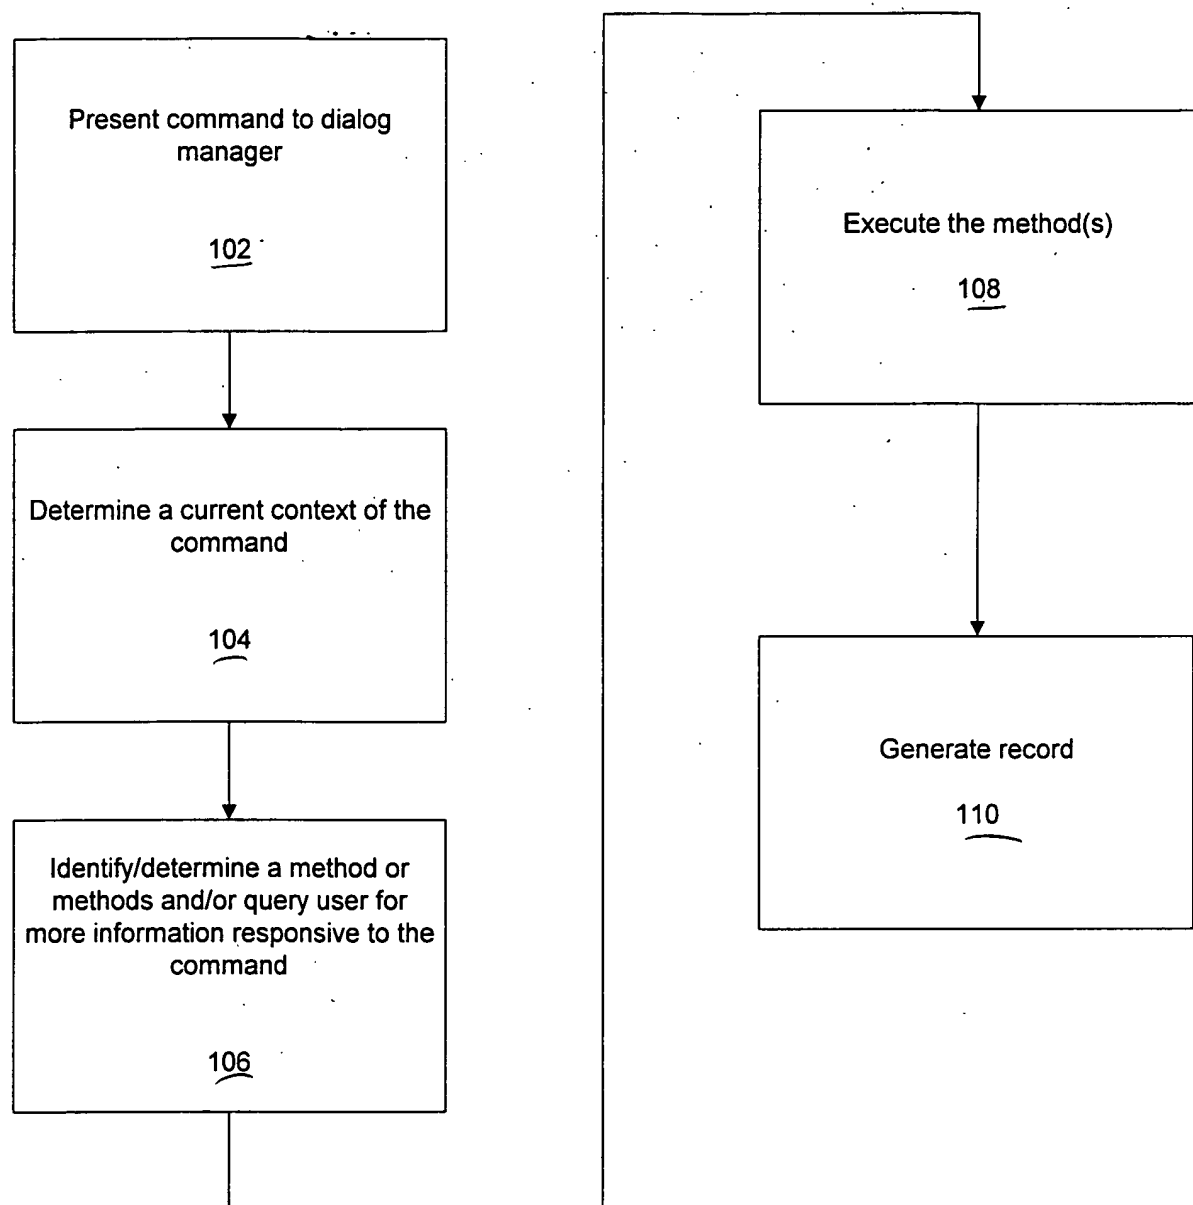 Present command to dialog
manager
102
Determine a current context of the
command
104
Identify/determine a method or
methods and/or query user for
more information responsive to the
command
106
Execute the method(s)
108
Generate record
110